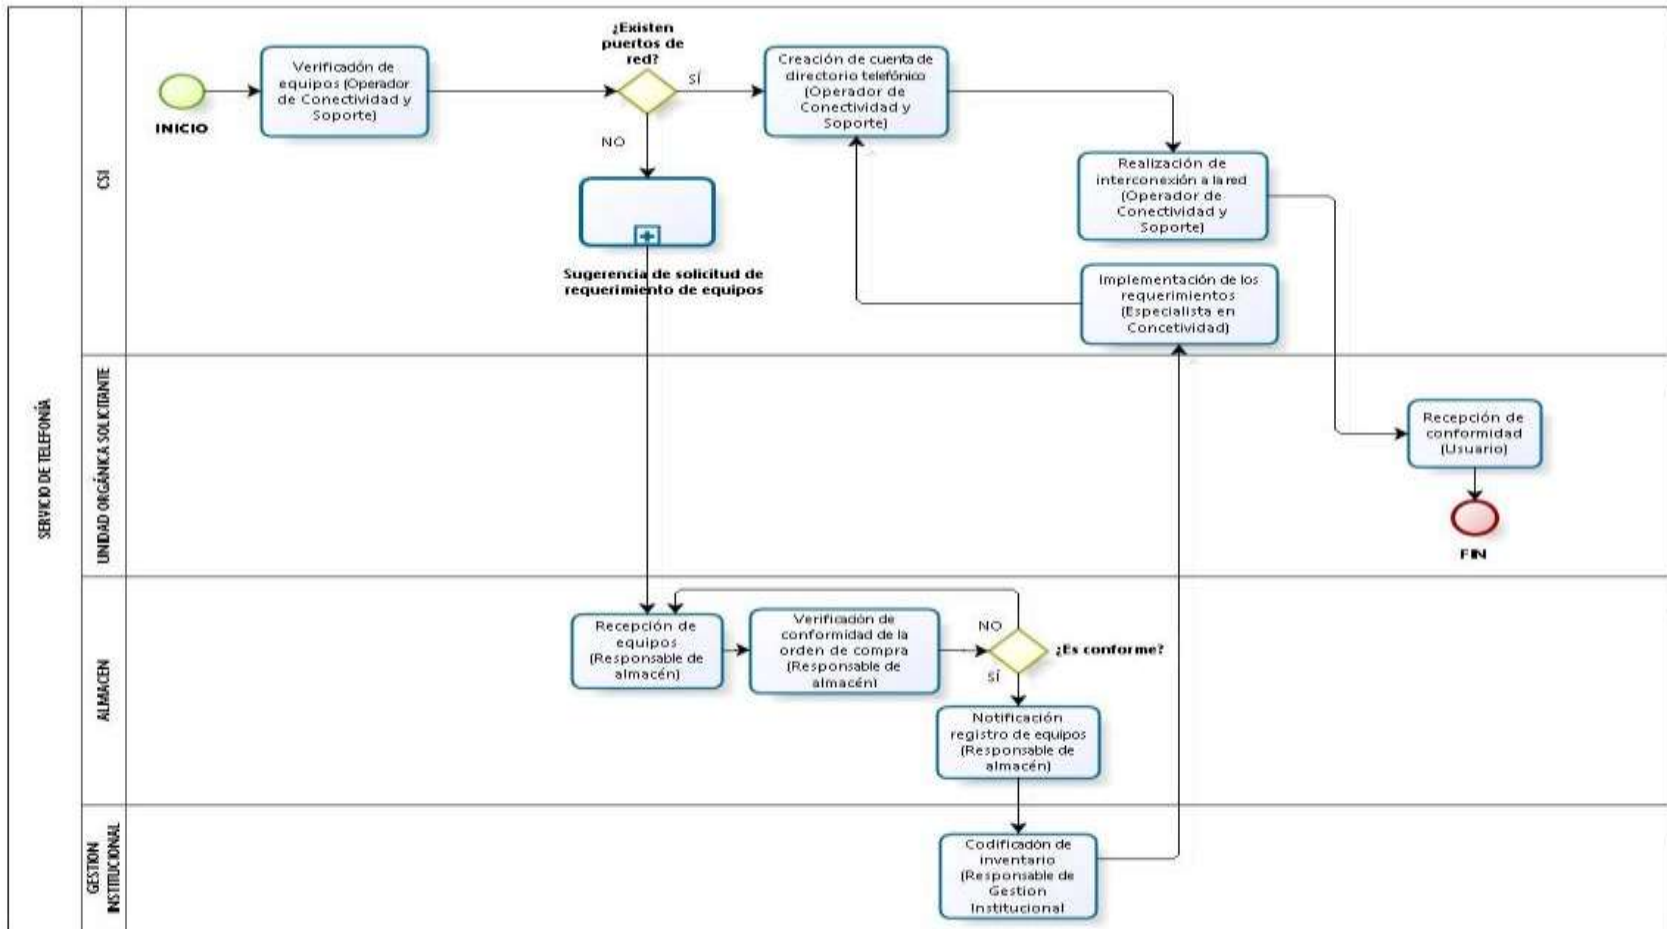 SERVICIO DE TELEFONÍA
CSI
INICIO
Verificación de
equipos (Operador
de Conectividad y
Soporte)
¿Existen
puertos de
red?
SÍ
NO
Creación de cuenta de
directorio telefónico
(Operador de
Conectividad y
Soporte)
Realización de
interconexión a la red
(Operador de
Conectividad y
Soporte)
Sugerencia de solicitud de
requerimiento de equipos
Implementación de los
requerimientos
(Especialista en
Concetividad)
UNIDAD ORGÁNICA SOLICITANTE
Recepción de
conformidad
(Usuario)
FIN
ALMACEN
Recepción de
equipos
(Responsable de
almacén)
Verificación de
conformidad de la
orden de compra
(Responsable de
almacén)
NO
¿Es conforme?
SÍ
Notificación
registro de equipos
(Responsable de
almacén)
GESTION
INSTITUCIONAL
Codificación de
inventario
(Responsable de
Gestion
Institucional